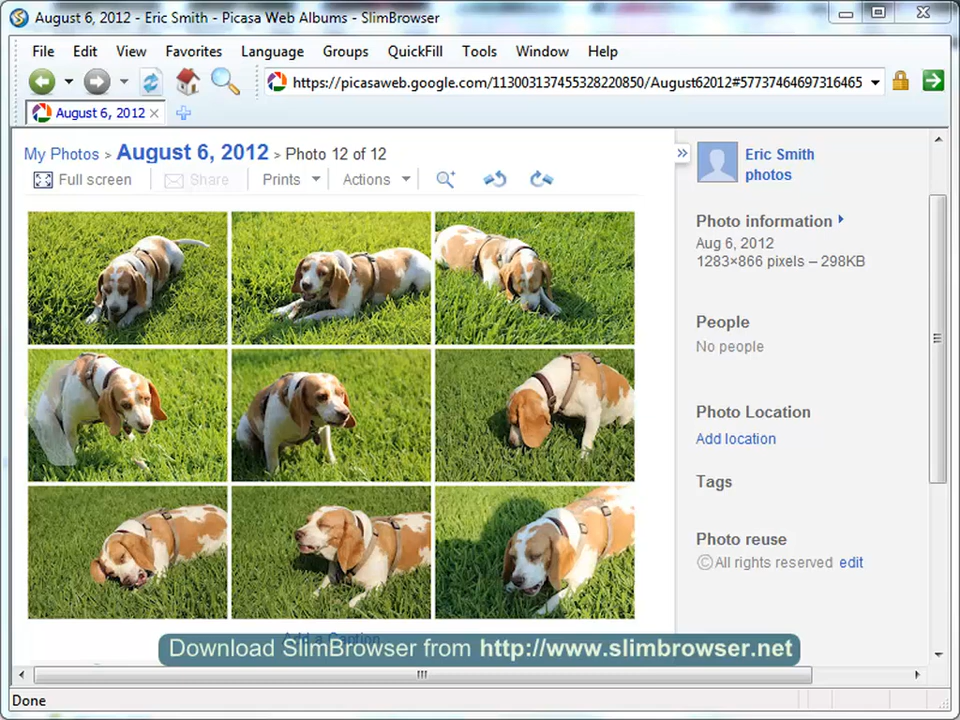 August 6, 2012 - Eric Smith - Picasa Web Albums - SlimBrowser
File Edit View Favorites Language Groups QuickFill Tools Window Help
https://picasaweb.google.com/113003137455328220850/August62012#57737464697316465
August 6, 2012
My Photos > August 6, 2012 > Photo 12 of 12
Full screen Share Prints Actions
Eric Smith
photos
Photo information
Aug 6, 2012
1283×866 pixels – 298KB
People
No people
Photo Location
Add location
Tags
Photo reuse
©All rights reserved edit
Add a Caption
Download SlimBrowser from http://www.slimbrowser.net
Done